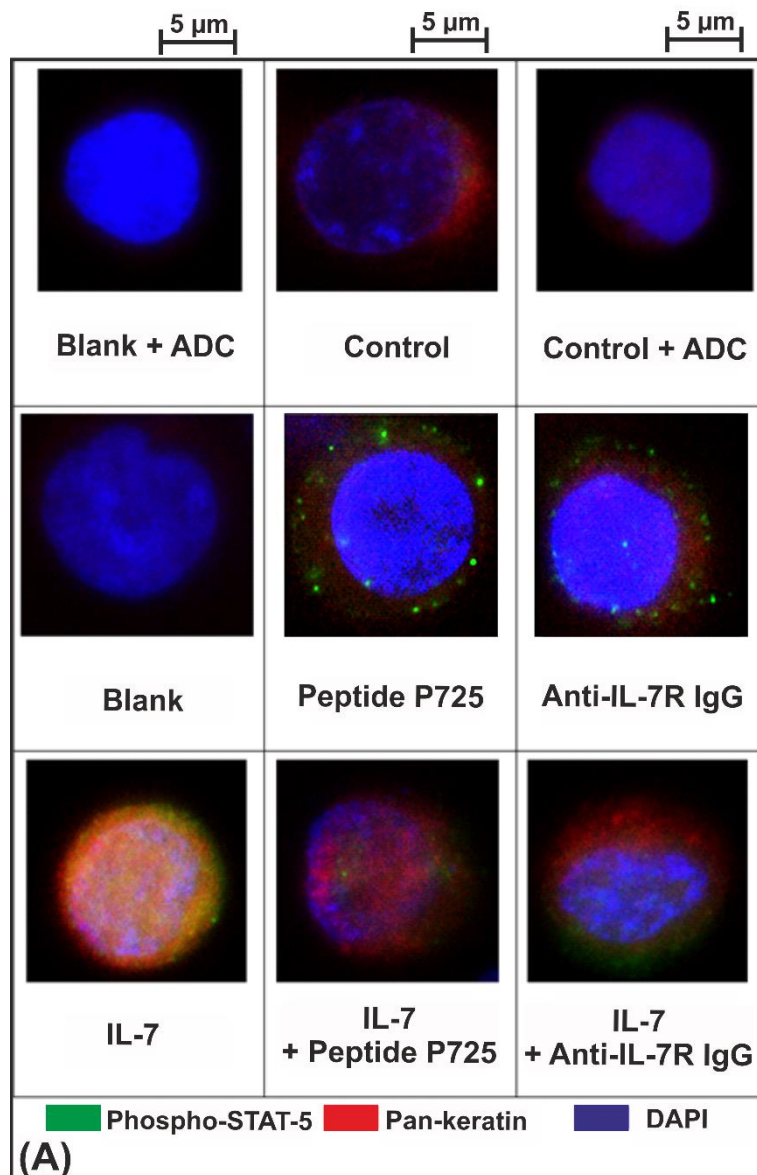 5 µm 5 µm 5 µm
Blank + ADC Control Control + ADC
Blank Peptide P725 Anti-IL-7R IgG
IL-7 IL-7 IL-7
+ Peptide P725 + Anti-IL-7R IgG
Phospho-STAT-5 Pan-keratin DAPI
(A)